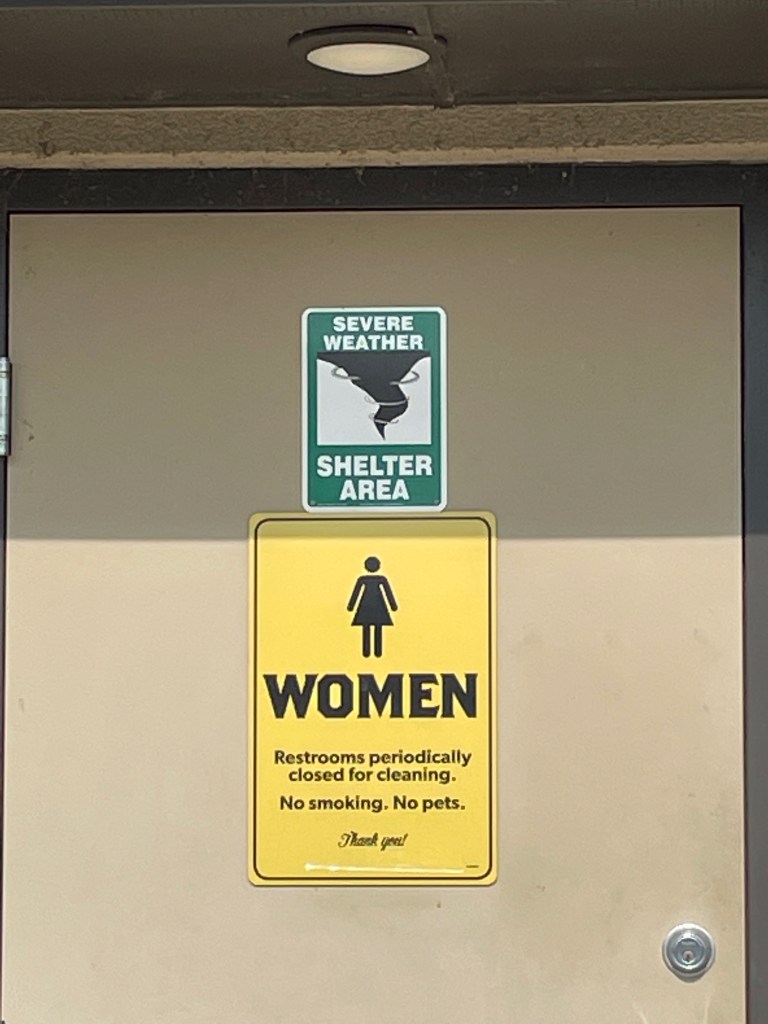 SEVERE
WEATHER
SHELTER
AREA
WOMEN
Restrooms periodically
closed for cleaning.
No smoking. No pets.
Thank you!